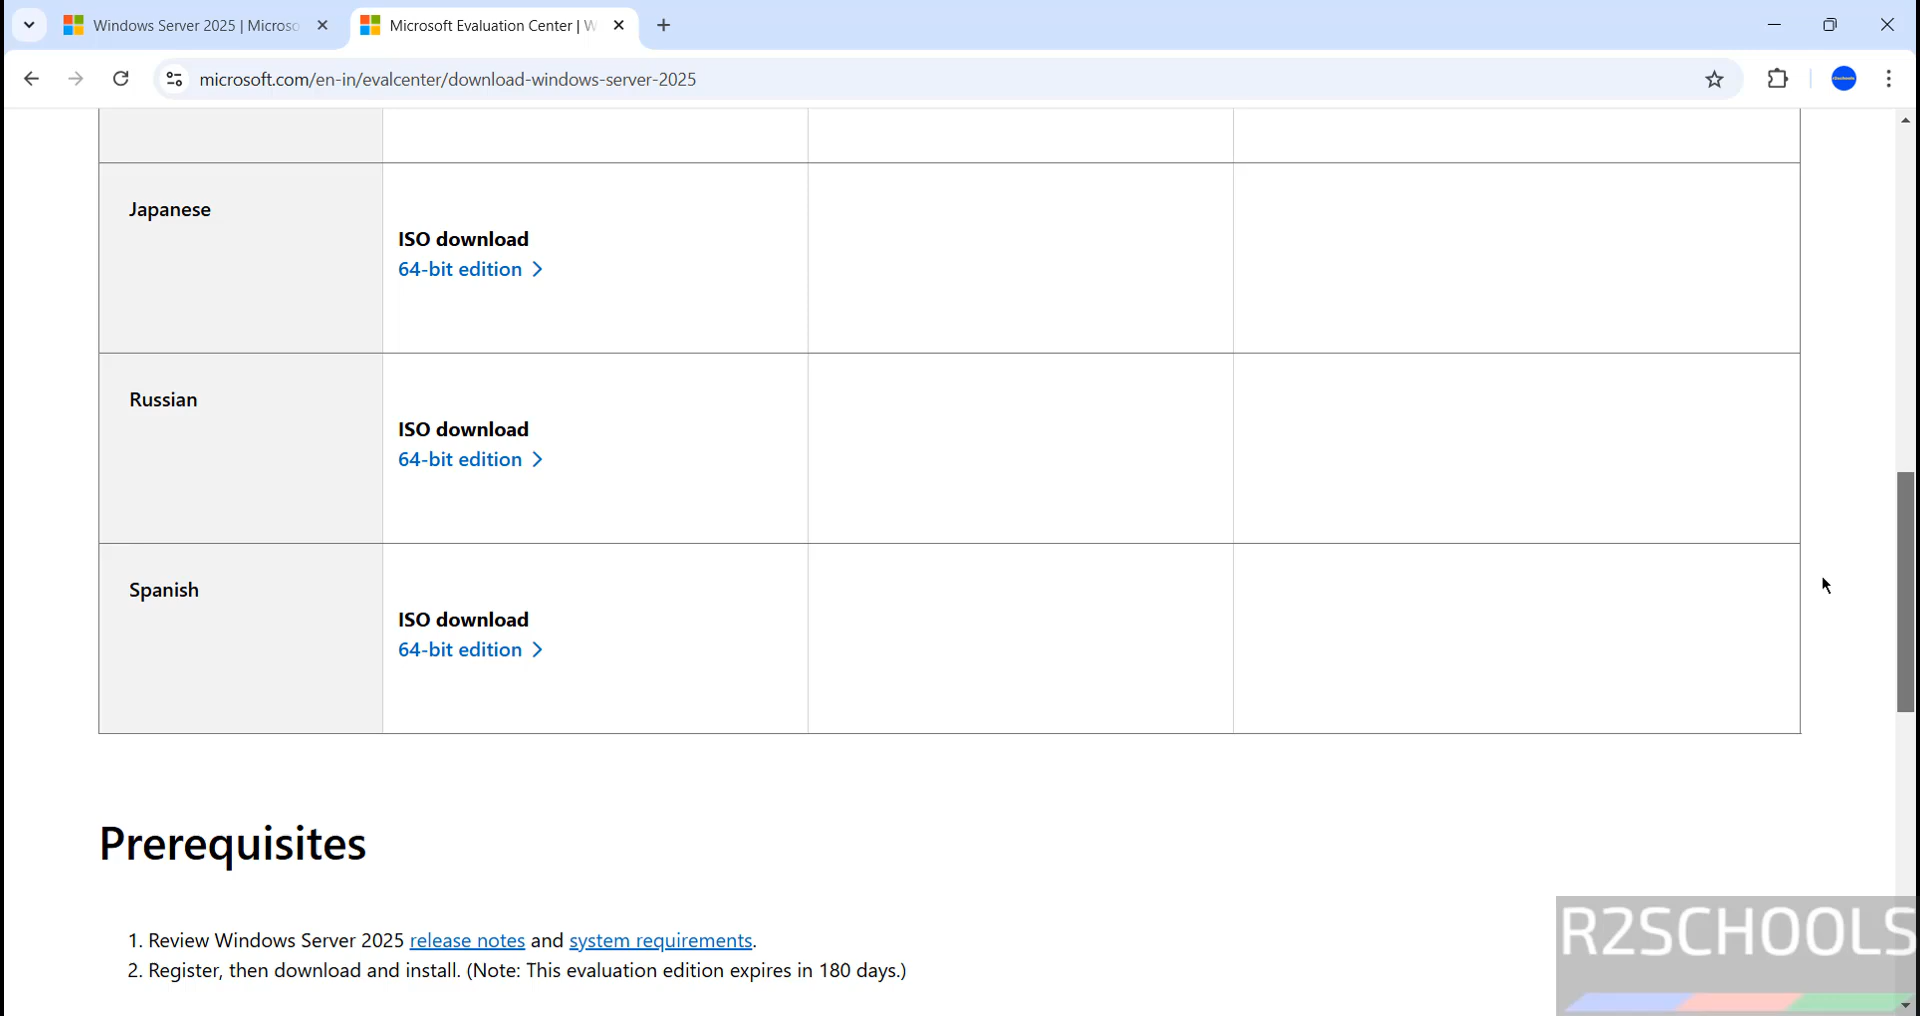 Windows Server 2025 | Microso
Microsoft Evaluation Center | W
microsoft.com/en-in/evalcenter/download-windows-server-2025
Japanese
ISO download
64-bit edition
Russian
ISO download
64-bit edition
Spanish
ISO download
64-bit edition
Prerequisites
1. Review Windows Server 2025 release notes and system requirements.
2. Register, then download and install. (Note: This evaluation edition expires in 180 days.)
R2SCHOOLS